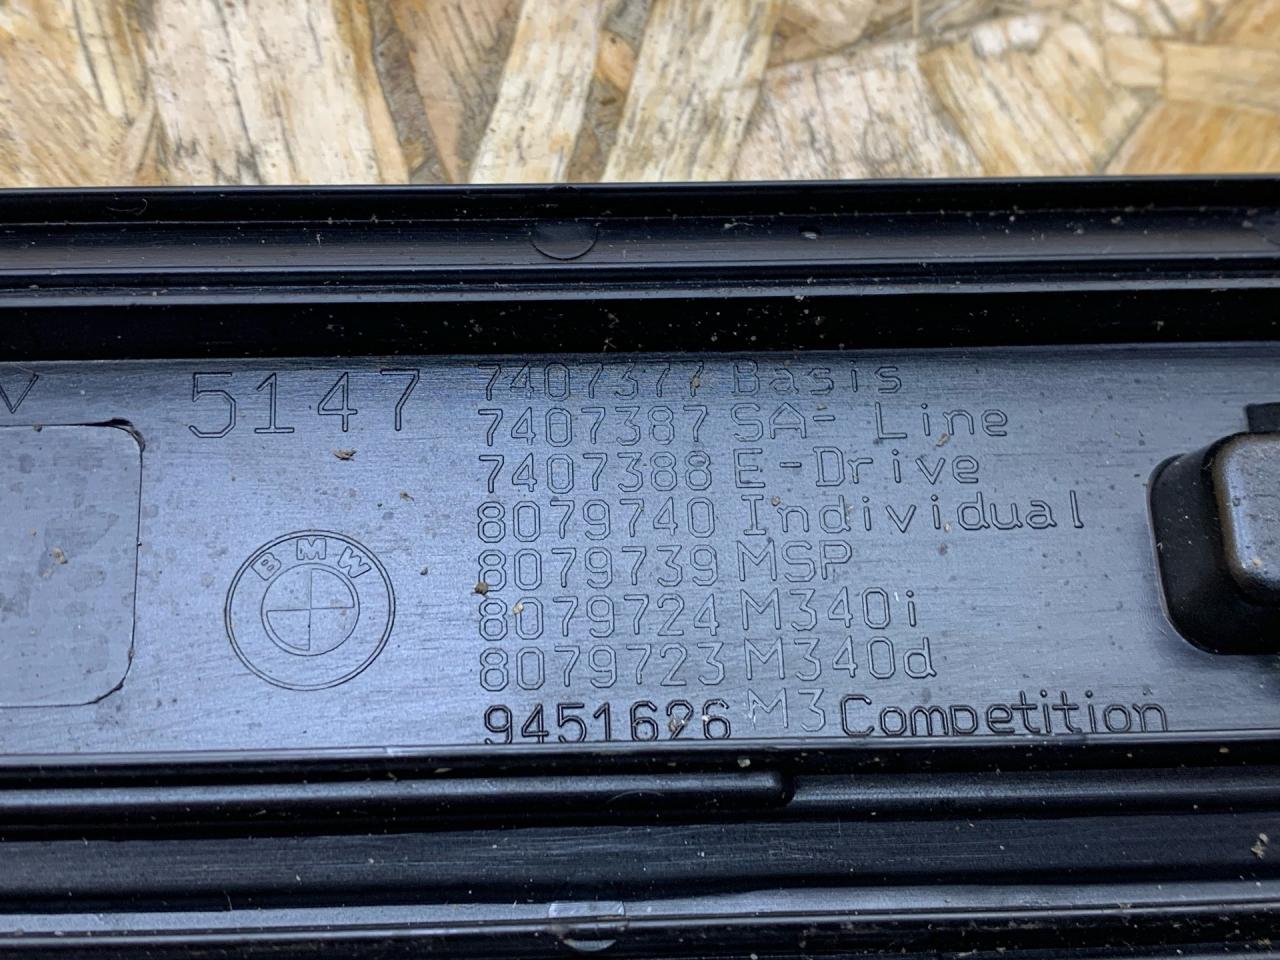 V
5147 7407377 Basis
7407387 SA- Line
7407388 E-Drive
8079740 Individual
8079739 MSP
8079724 M340i
8079723 M340d
9451626 M3 Competition
BMW